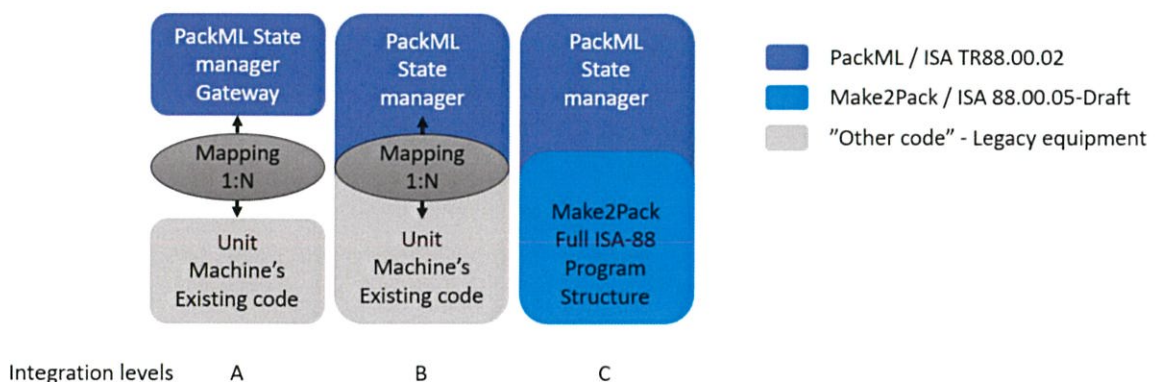 PackML State
manager
Gateway
Mapping
1:N
Unit
Machine's
Existing code
PackML
State
manager
Mapping
1:N
Unit
Machine's
Existing code
PackML
State
manager
Make2Pack
Full ISA-88
Program
Structure
PackML / ISA TR88.00.02
Make2Pack / ISA 88.00.05-Draft
"Other code" - Legacy equipment
Integration levels A B C